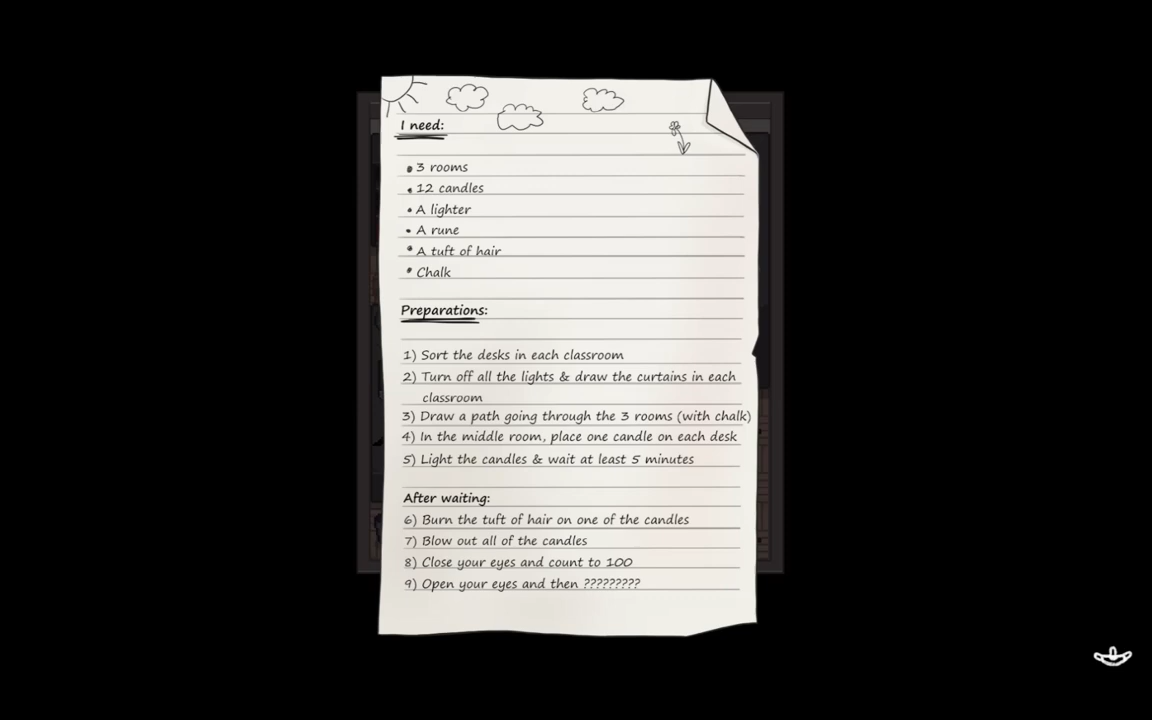 I need:
• 3 rooms
• 12 candles
• A lighter
• A rune
• A tuft of hair
• Chalk
Preparations:
1) Sort the desks in each classroom
2) Turn off all the lights & draw the curtains in each
classroom
3) Draw a path going through the 3 rooms (with chalk)
4) In the middle room, place one candle on each desk
5) Light the candles & wait at least 5 minutes
After waiting:
6) Burn the tuft of hair on one of the candles
7) Blow out all of the candles
8) Close your eyes and count to 100
9) Open your eyes and then ?????????